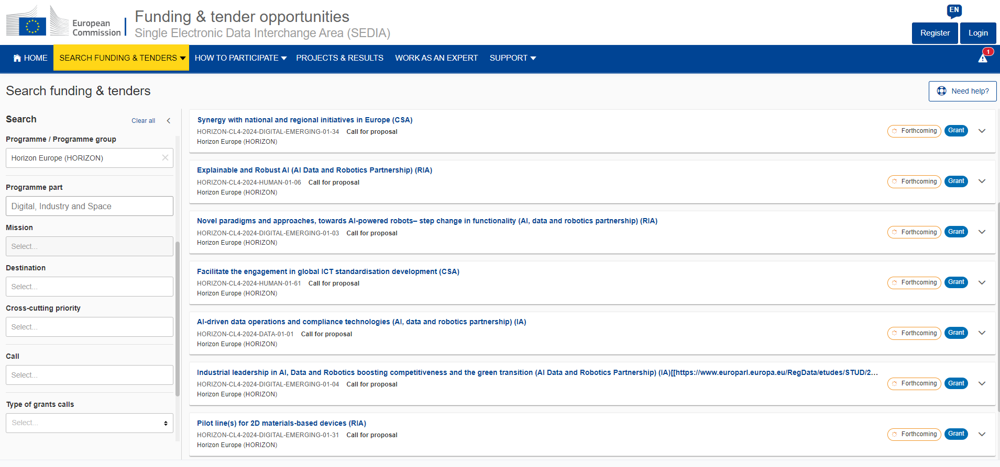 European
Commission
Funding & tender opportunities
Single Electronic Data Interchange Area (SEDIA)
EN
Register
Login
HOME
SEARCH FUNDING & TENDERS
HOW TO PARTICIPATE
PROJECTS & RESULTS
WORK AS AN EXPERT
SUPPORT
1
Search funding & tenders
Need help?
Search
Clear all
Programme / Programme group
Horizon Europe (HORIZON)
Programme part
Digital, Industry and Space
Mission
Select...
Destination
Select...
Cross-cutting priority
Select...
Call
Select...
Type of grants calls
Select...
Synergy with national and regional initiatives in Europe (CSA)
HORIZON-CL4-2024-DIGITAL-EMERGING-01-34 Call for proposal
Horizon Europe (HORIZON)
Forthcoming
Grant
Explainable and Robust AI (AI Data and Robotics Partnership) (RIA)
HORIZON-CL4-2024-HUMAN-01-06 Call for proposal
Horizon Europe (HORIZON)
Forthcoming
Grant
Novel paradigms and approaches, towards AI-powered robots– step change in functionality (AI, data and robotics partnership) (RIA)
HORIZON-CL4-2024-DIGITAL-EMERGING-01-03 Call for proposal
Horizon Europe (HORIZON)
Forthcoming
Grant
Facilitate the engagement in global ICT standardisation development (CSA)
HORIZON-CL4-2024-HUMAN-01-61 Call for proposal
Horizon Europe (HORIZON)
Forthcoming
Grant
AI-driven data operations and compliance technologies (AI, data and robotics partnership) (IA)
HORIZON-CL4-2024-DATA-01-01 Call for proposal
Horizon Europe (HORIZON)
Forthcoming
Grant
Industrial leadership in AI, Data and Robotics boosting competitiveness and the green transition (AI Data and Robotics Partnership) (IA)[[https://www.europarl.europa.eu/RegData/etudes/STUD/2...
HORIZON-CL4-2024-DIGITAL-EMERGING-01-04 Call for proposal
Horizon Europe (HORIZON)
Forthcoming
Grant
Pilot line(s) for 2D materials-based devices (RIA)
HORIZON-CL4-2024-DIGITAL-EMERGING-01-31 Call for proposal
Horizon Europe (HORIZON)
Forthcoming
Grant